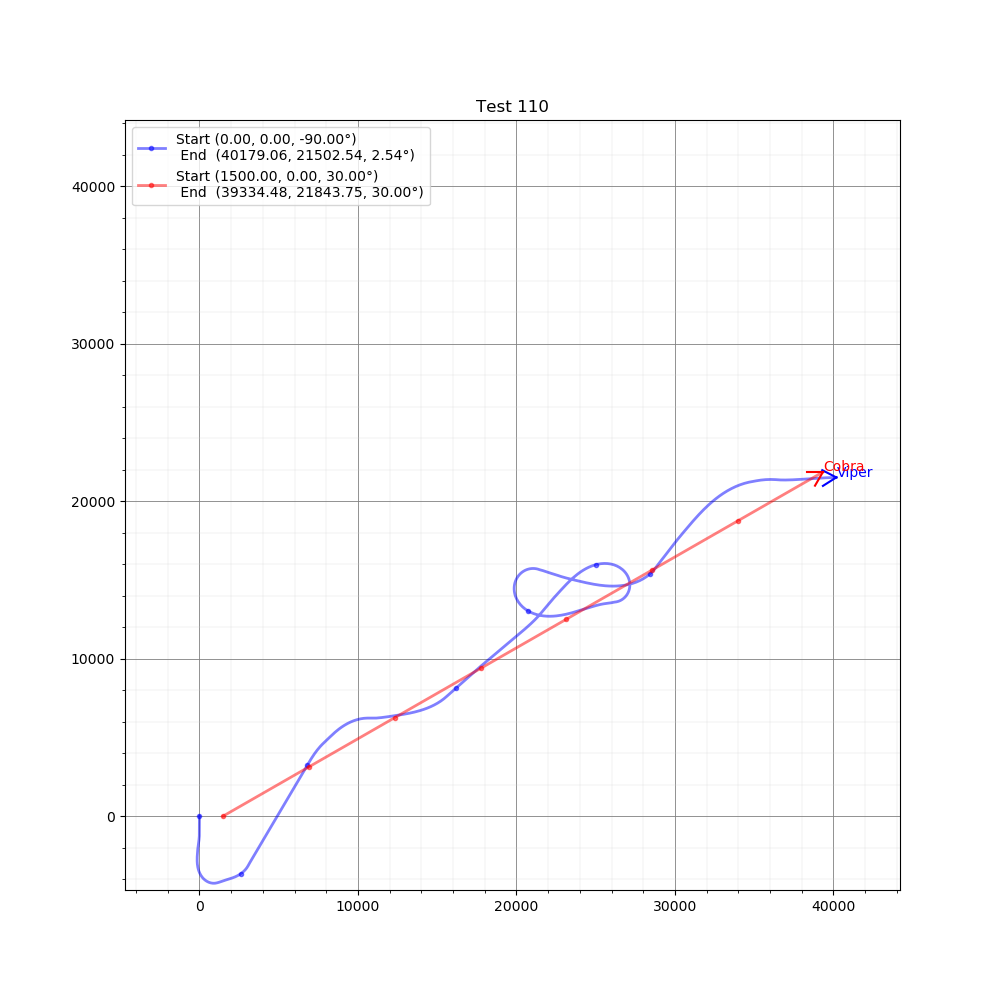 Test 110
Start (0.00, 0.00, -90.00°)
End  (40179.06, 21502.54, 2.54°)
Start (1500.00, 0.00, 30.00°)
End  (39334.48, 21843.75, 30.00°)
40000
30000
Cobra
Viper
20000
10000
0
0
10000
20000
30000
40000